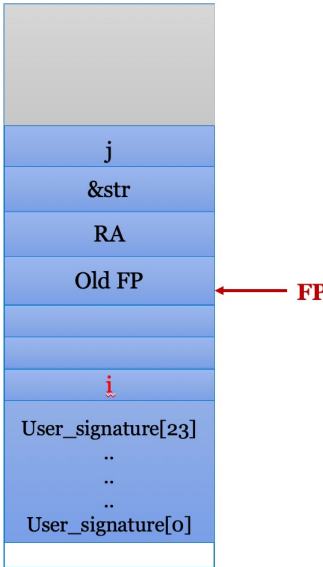 j
&str
RA
Old FP
FP
i
User_signature[23]
..
..
..
User_signature[0]